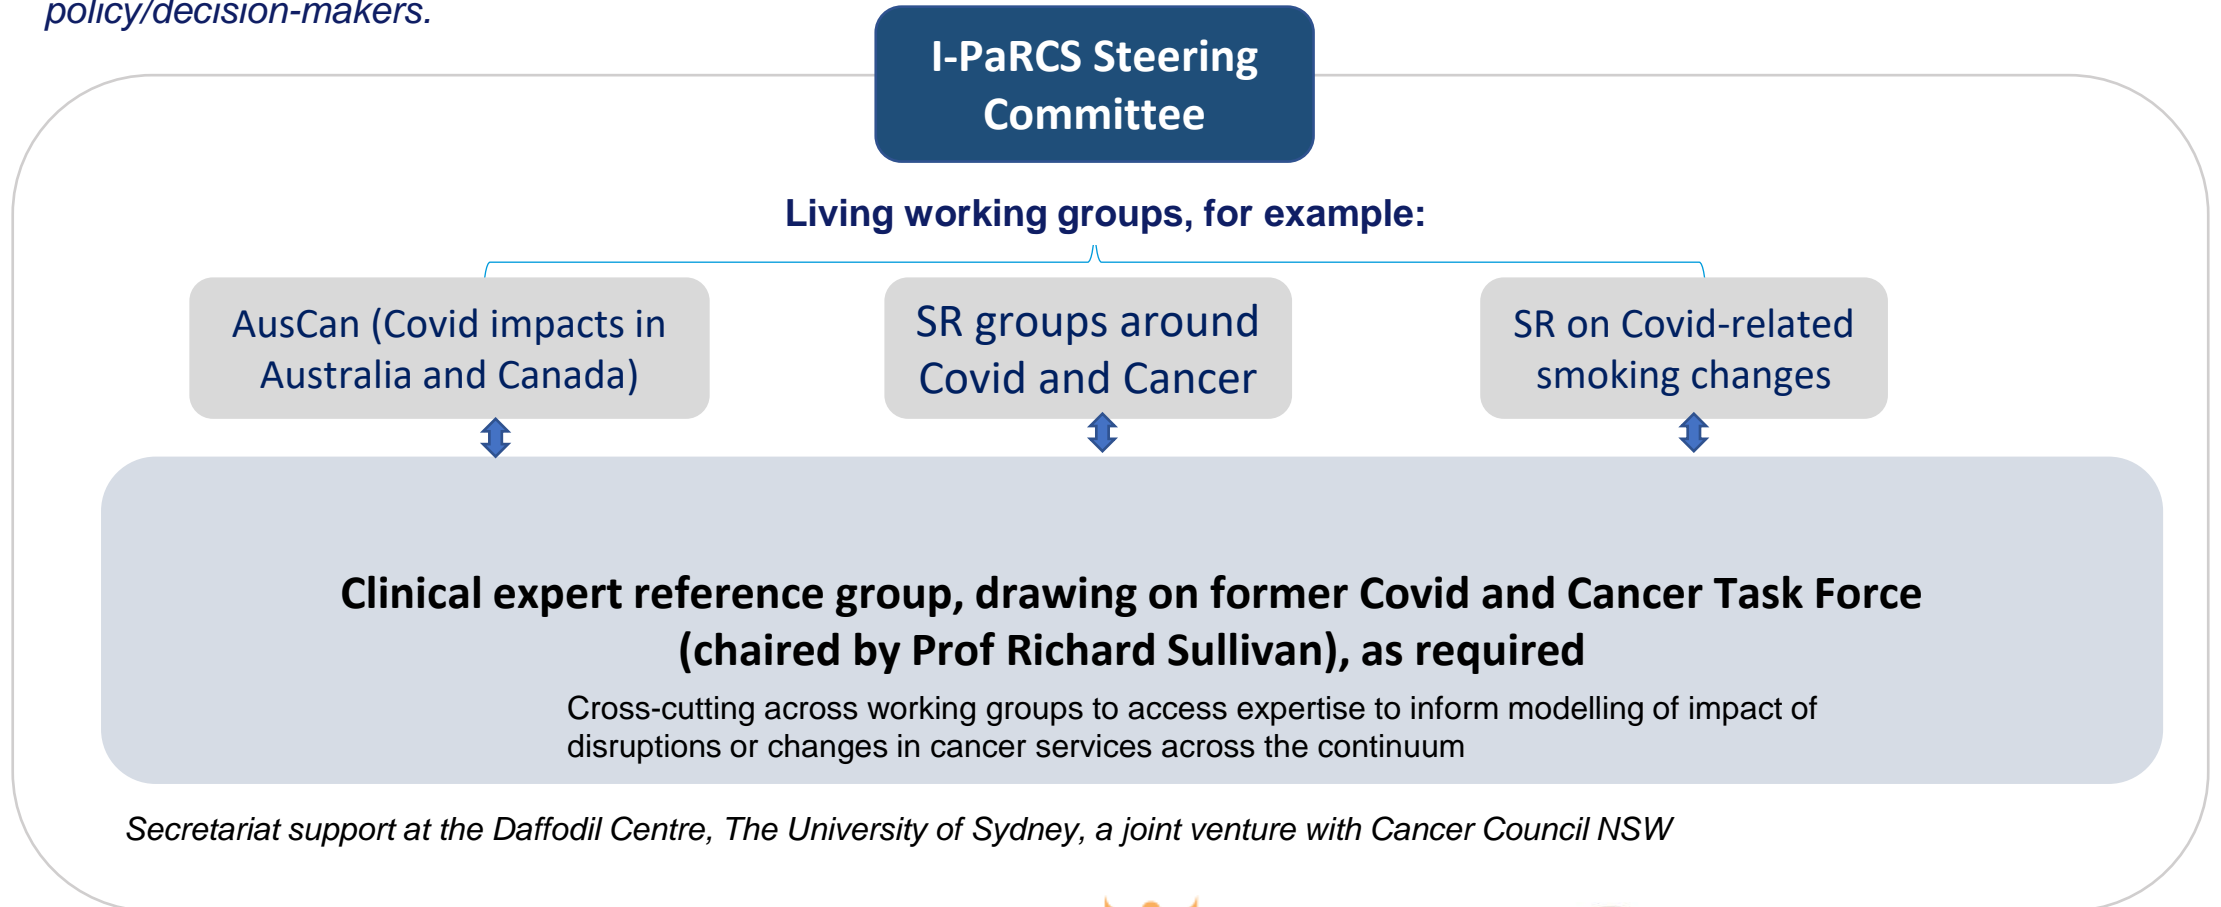 policy/decision-makers.
I-PaRCS Steering
Committee
Living working groups, for example:
AusCan (Covid impacts in
Australia and Canada)
SR groups around
Covid and Cancer
SR on Covid-related
smoking changes
Clinical expert reference group, drawing on former Covid and Cancer Task Force
(chaired by Prof Richard Sullivan), as required
Cross-cutting across working groups to access expertise to inform modelling of impact of
disruptions or changes in cancer services across the continuum
Secretariat support at the Daffodil Centre, The University of Sydney, a joint venture with Cancer Council NSW